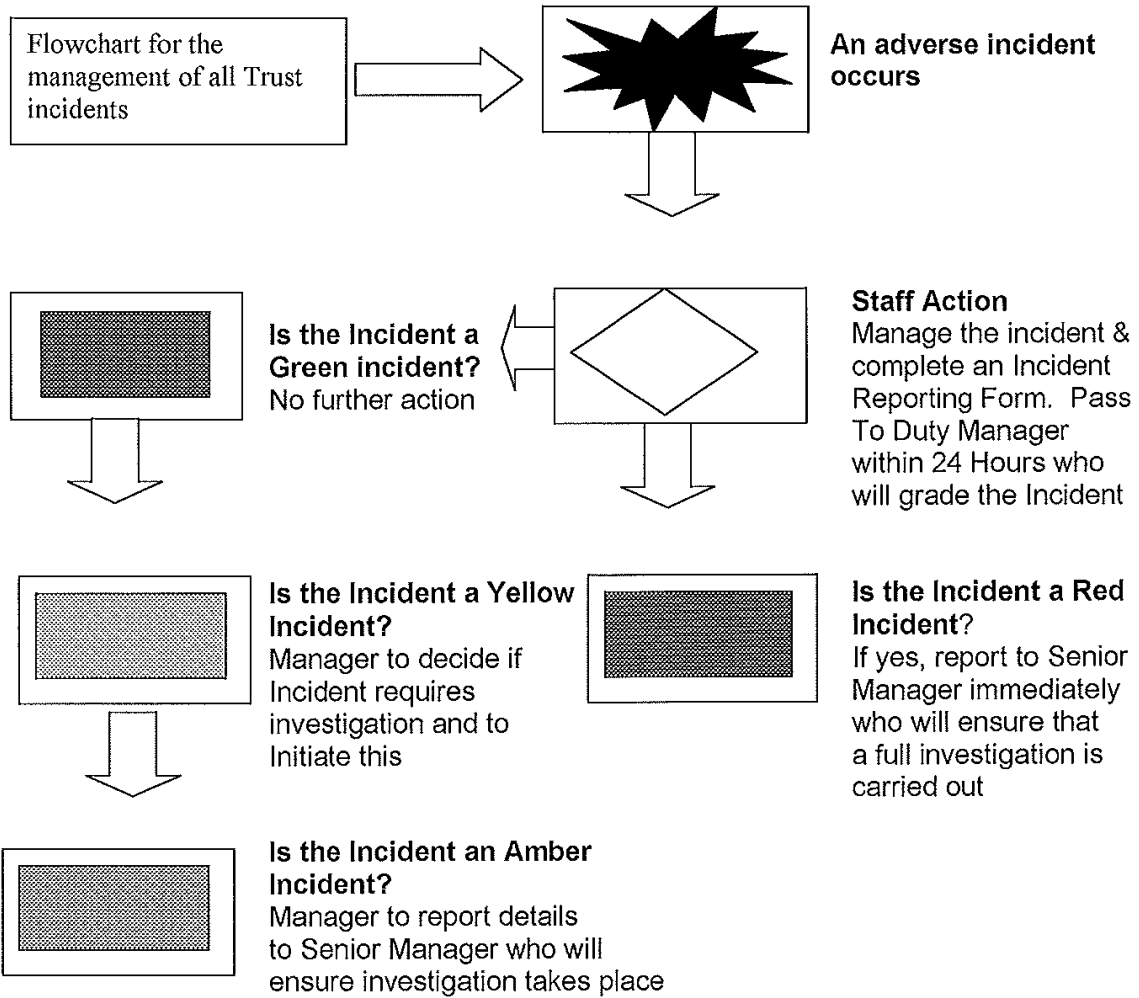 Flowchart for the
management of all Trust
incidents
An adverse incident
occurs
Is the Incident a
Green incident?
No further action
Staff Action
Manage the incident &
complete an Incident
Reporting Form.  Pass
To Duty Manager
within 24 Hours who
will grade the Incident
Is the Incident a Yellow
Incident?
Manager to decide if
Incident requires
investigation and to
Initiate this
Is the Incident a Red
Incident?
If yes, report to Senior
Manager immediately
who will ensure that
a full investigation is
carried out
Is the Incident an Amber
Incident?
Manager to report details
to Senior Manager who will
ensure investigation takes place